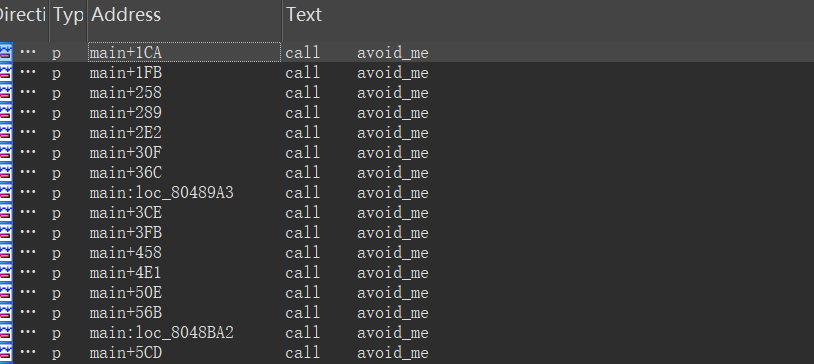 Directi Typ Address Text
... p main+1CA call avoid_me
... p main+1FB call avoid_me
... p main+258 call avoid_me
... p main+289 call avoid_me
... p main+2E2 call avoid_me
... p main+30F call avoid_me
... p main+36C call avoid_me
... p main:loc_80489A3 call avoid_me
... p main+3CE call avoid_me
... p main+3FB call avoid_me
... p main+458 call avoid_me
... p main+4E1 call avoid_me
... p main+50E call avoid_me
... p main+56B call avoid_me
... p main:loc_8048BA2 call avoid_me
... p main+5CD call avoid_me